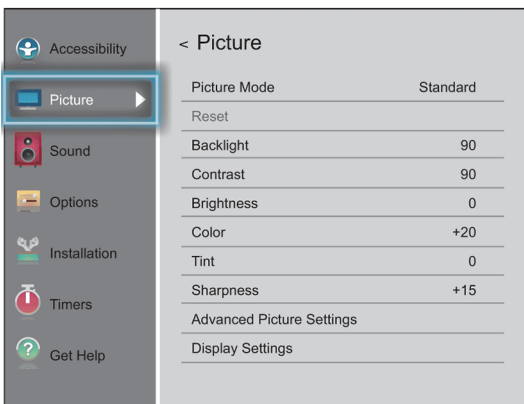 Accessibility
Picture
Sound
Options
Installation
Timers
Get Help
< Picture
Picture Mode Standard
Reset
Backlight 90
Contrast 90
Brightness 0
Color +20
Tint 0
Sharpness +15
Advanced Picture Settings
Display Settings